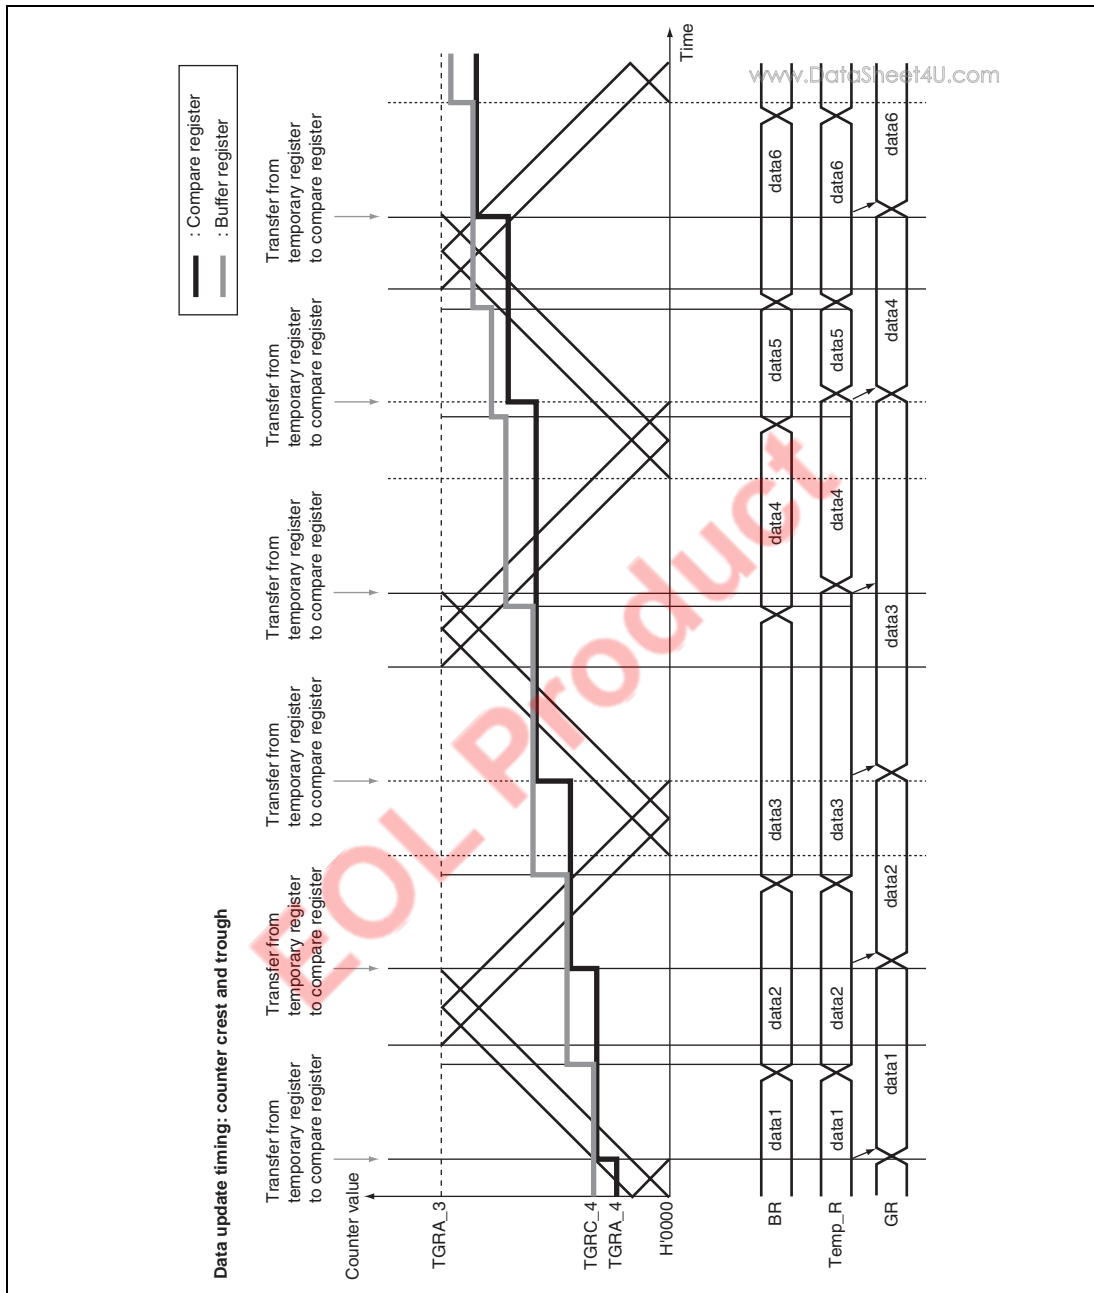 www.DataSheet4U.com
Data update timing: counter crest and trough
: Compare register
: Buffer register
Transfer from
temporary register
to compare register
Transfer from
temporary register
to compare register
Transfer from
temporary register
to compare register
Transfer from
temporary register
to compare register
Transfer from
temporary register
to compare register
Transfer from
temporary register
to compare register
Counter value
TGRA_3
TGRC_4
TGRA_4
H'0000
Time
BR
data1
data2
data3
data4
data5
data6
Temp_R
data1
data2
data3
data4
data5
data6
GR
data1
data2
data3
data4
data6
EOL Product